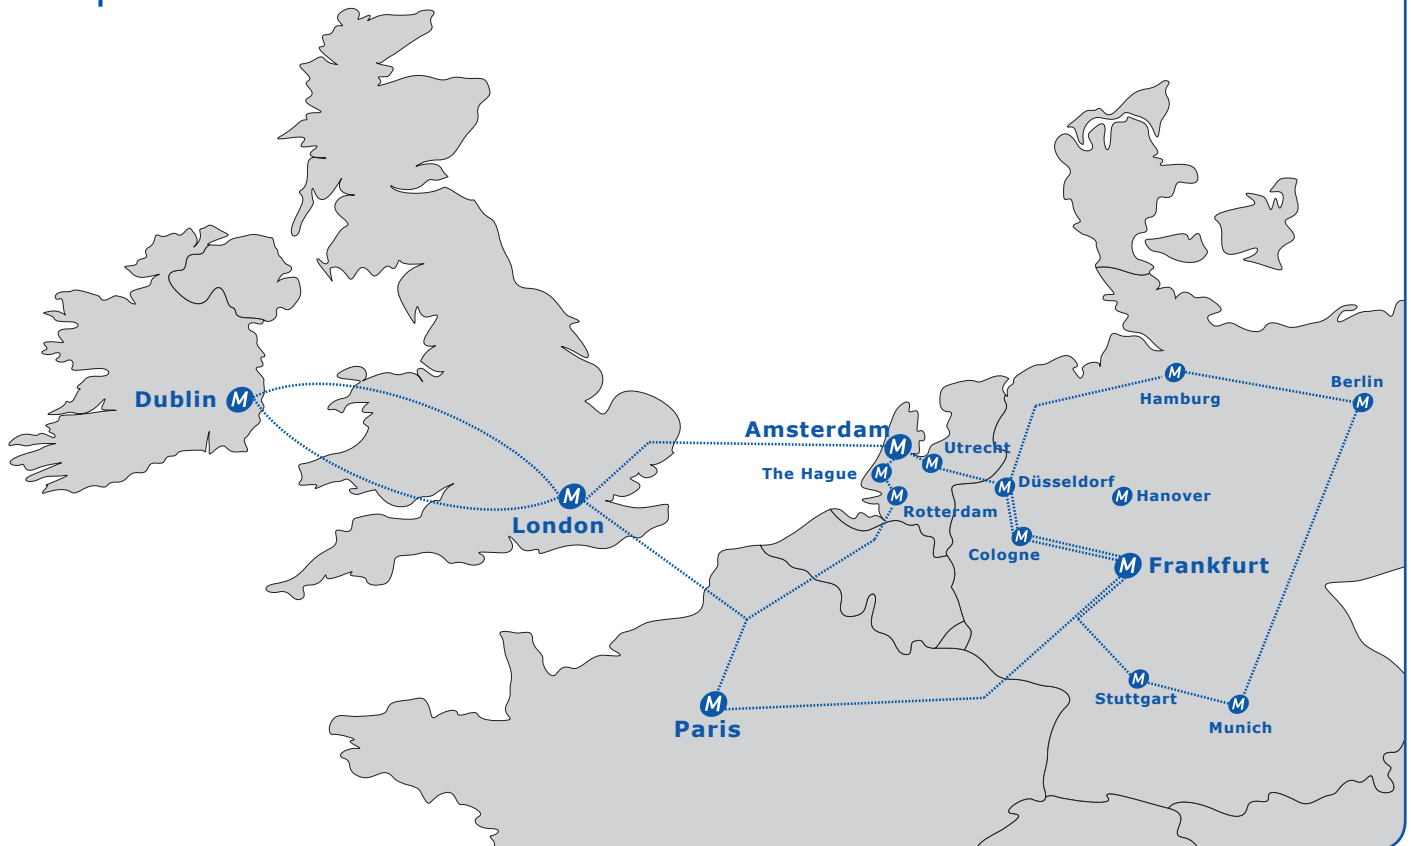 Berlin
Hamburg
Dublin
Amsterdam
Utrecht
The Hague
Düsseldorf
Hanover
Rotterdam
London
Cologne
Frankfurt
Stuttgart
Paris
Munich